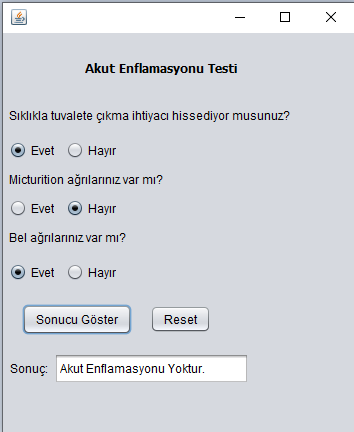 Akut Enflamasyonu Testi
Sıklıkla tuvalete çıkma ihtiyacı hissediyor musunuz?
Evet Hayır
Micturition ağrılarınız var mı?
Evet Hayır
Bel ağrılarınız var mı?
Evet Hayır
Sonucu Göster Reset
Sonuç: Akut Enflamasyonu Yoktur.